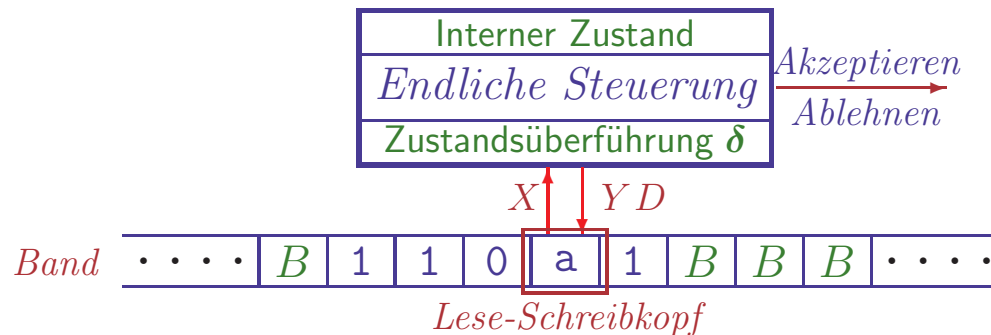 Interner Zustand
Endliche Steuerung
Akzeptieren
Ablehnen
Zustandsüberführung δ
X Y D
Band · · · · B 1 1 0 a 1 B B B · · · ·
Lese-Schreibkopf